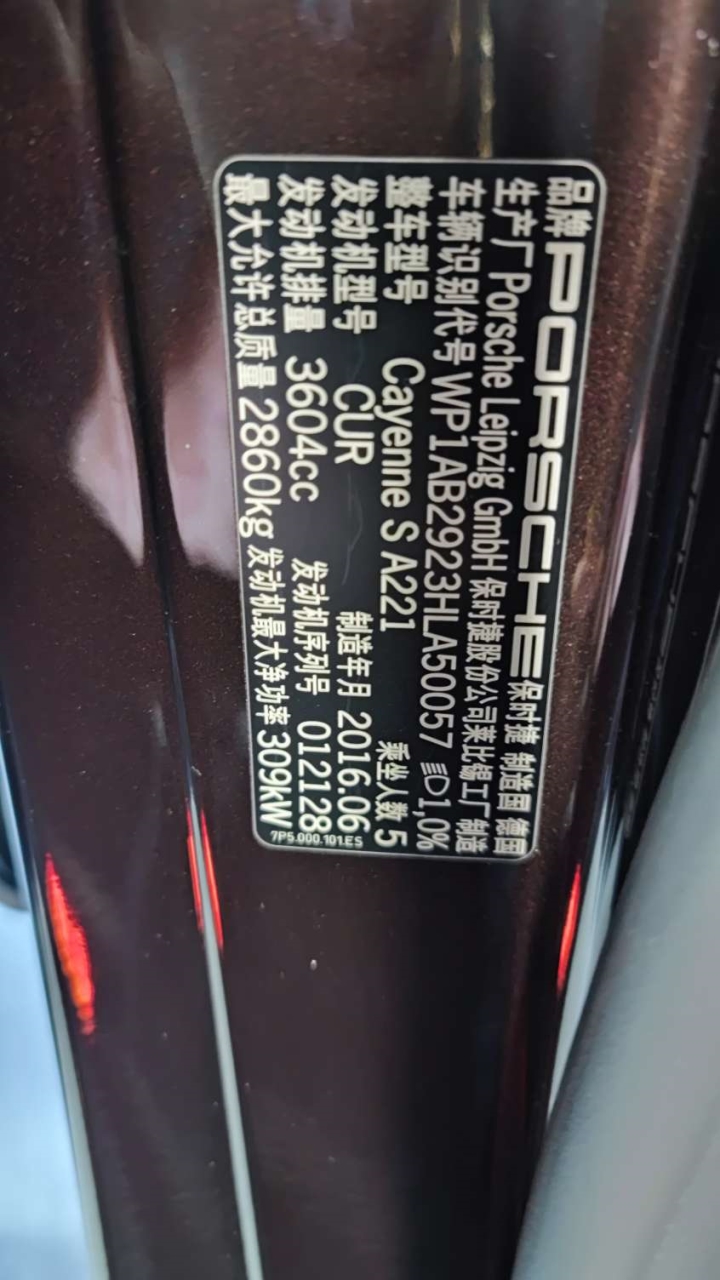 品牌 PORSCHE 保时捷 制造国 德国
生产厂 Porsche Leipzig GmbH 保时捷股份公司莱比锡工厂 制造
车辆识别代号 WP1AB2923HLA50057 1,0%
整车型号 Cayenne S A221 乘坐人数 5
发动机型号 CUR 制造年月 2016.06
发动机排量 3604cc 发动机序列号 012128
最大允许总质量 2860kg 发动机最大净功率 309kW
7P5.000.101.ES